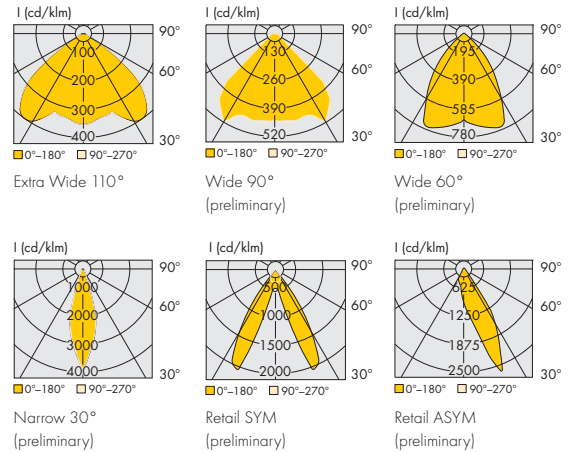 I (cd/klm)
90°
60°
30°
100
200
300
400
0°–180° 90°–270°
Extra Wide 110°
I (cd/klm)
90°
60°
30°
130
260
390
520
0°–180° 90°–270°
Wide 90°
(preliminary)
I (cd/klm)
90°
60°
30°
195
390
585
780
0°–180° 90°–270°
Wide 60°
(preliminary)
I (cd/klm)
90°
60°
30°
1000
2000
3000
4000
0°–180° 90°–270°
Narrow 30°
(preliminary)
I (cd/klm)
90°
60°
30°
500
1000
1500
2000
0°–180° 90°–270°
Retail SYM
(preliminary)
I (cd/klm)
90°
60°
30°
625
1250
1875
2500
0°–180° 90°–270°
Retail ASYM
(preliminary)